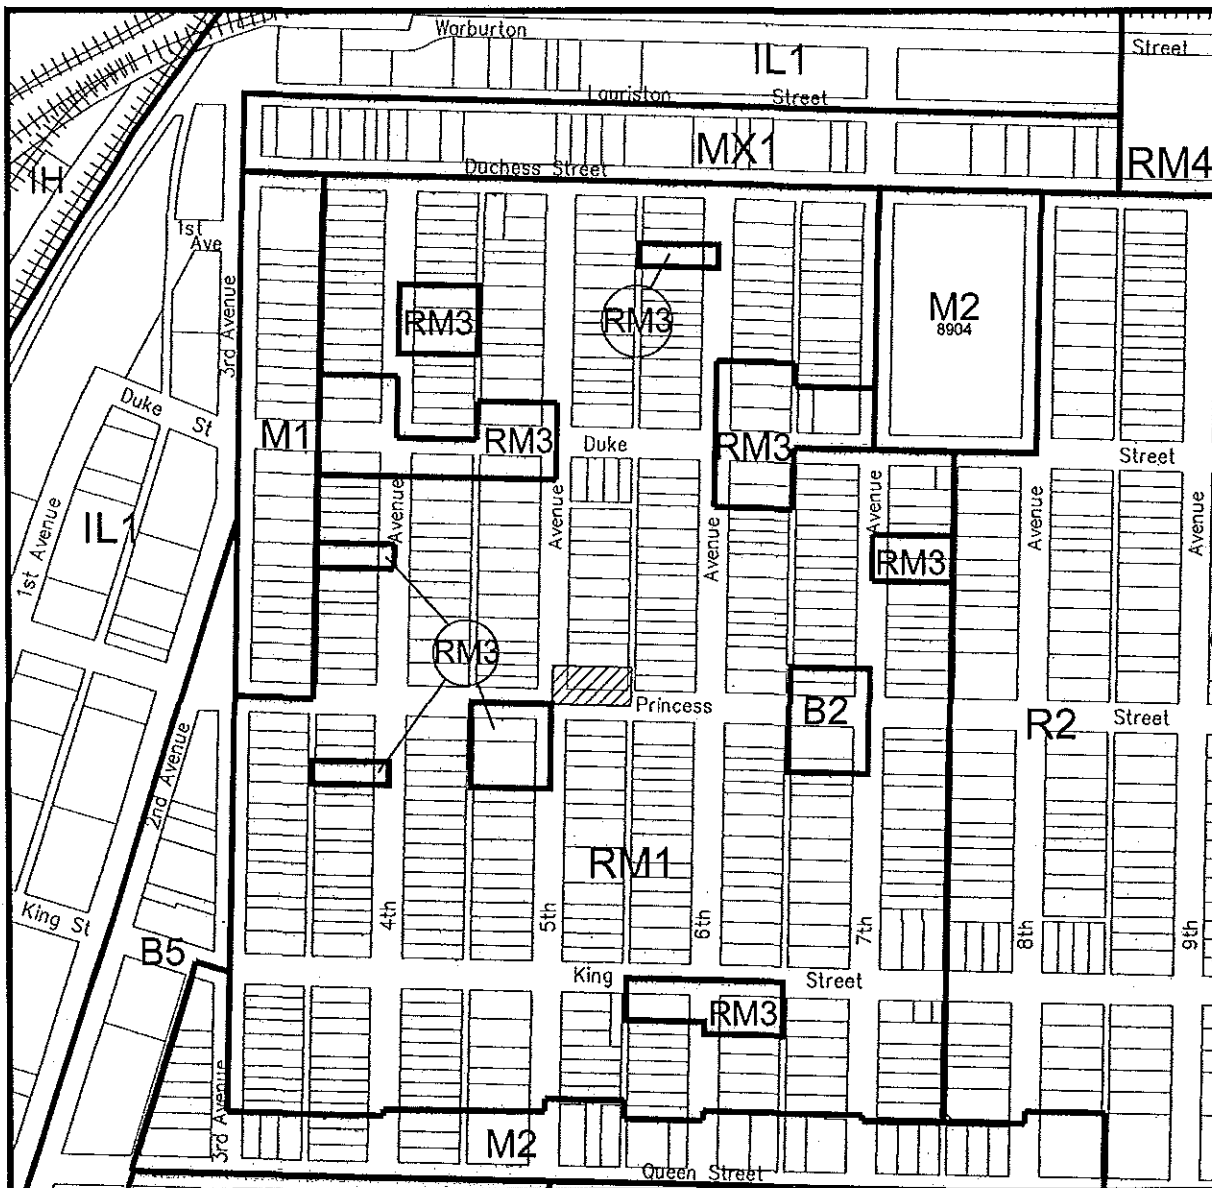 Worburton
Street
IL1
Lauriston
Street
MX1
RM4
Duchess Street
IH
1st
Ave
3rd Avenue
RM3
RM3
M2
8904
Duke
St
M1
RM3
Duke
RM3
Street
1st Avenue
IL1
Avenue
Avenue
Avenue
Avenue
Avenue
Avenue
RM3
RM3
Princess
B2
R2
Street
2nd Avenue
RM1
King St
4th
5th
6th
7th
8th
9th
B5
King
Street
RM3
3rd Avenue
M2
Queen Street